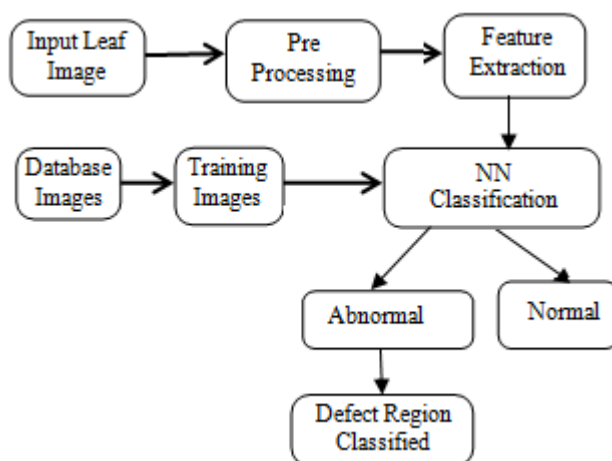 Input Leaf
Image
Pre
Processing
Feature
Extraction
Database
Images
Training
Images
NN
Classification
Abnormal
Normal
Defect Region
Classified